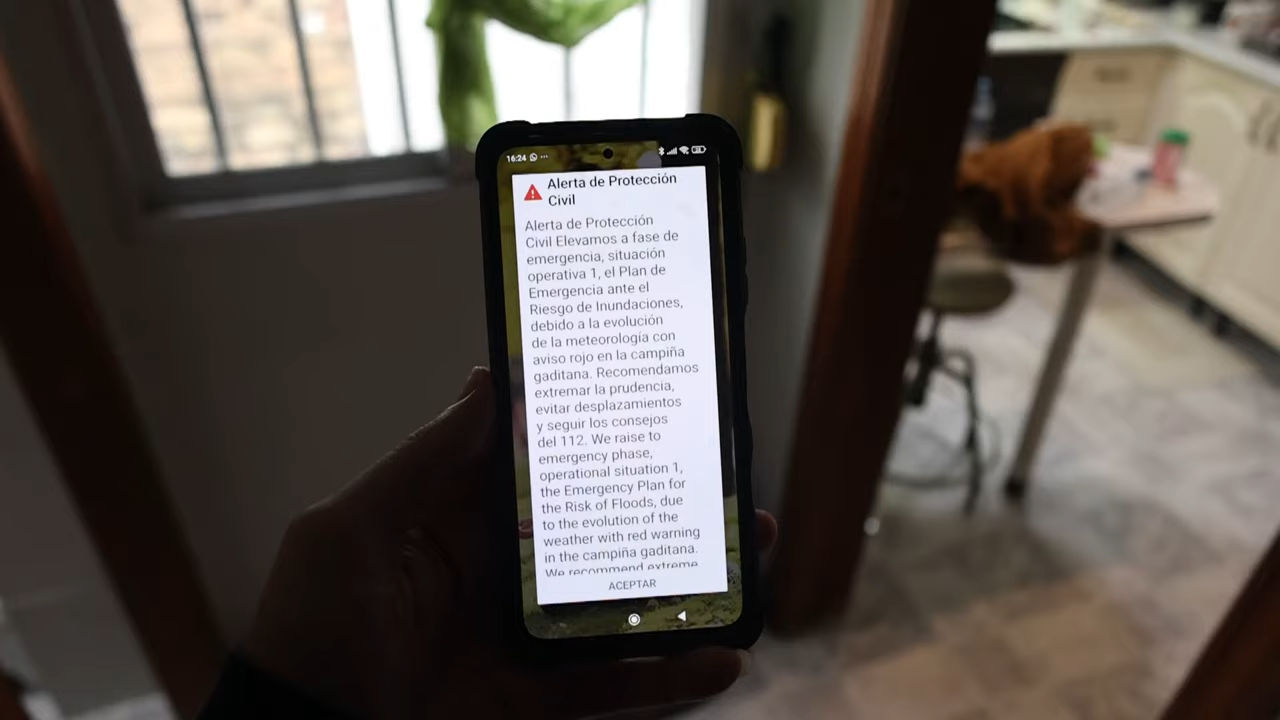 16:24
Alerta de Protección
Civil
Alerta de Protección
Civil Elevamos a fase de
emergencia, situación
operativa 1, el Plan de
Emergencia ante el
Riesgo de Inundaciones,
debido a la evolución
de la meteorología con
aviso rojo en la campiña
gaditana. Recomendamos
extremar la prudencia,
evitar desplazamientos
y seguir los consejos
del 112. We raise to
emergency phase,
operational situation 1,
the Emergency Plan for
the Risk of Floods, due
to the evolution of the
weather with red warning
in the campiña gaditana.
We recommend extreme
ACEPTAR